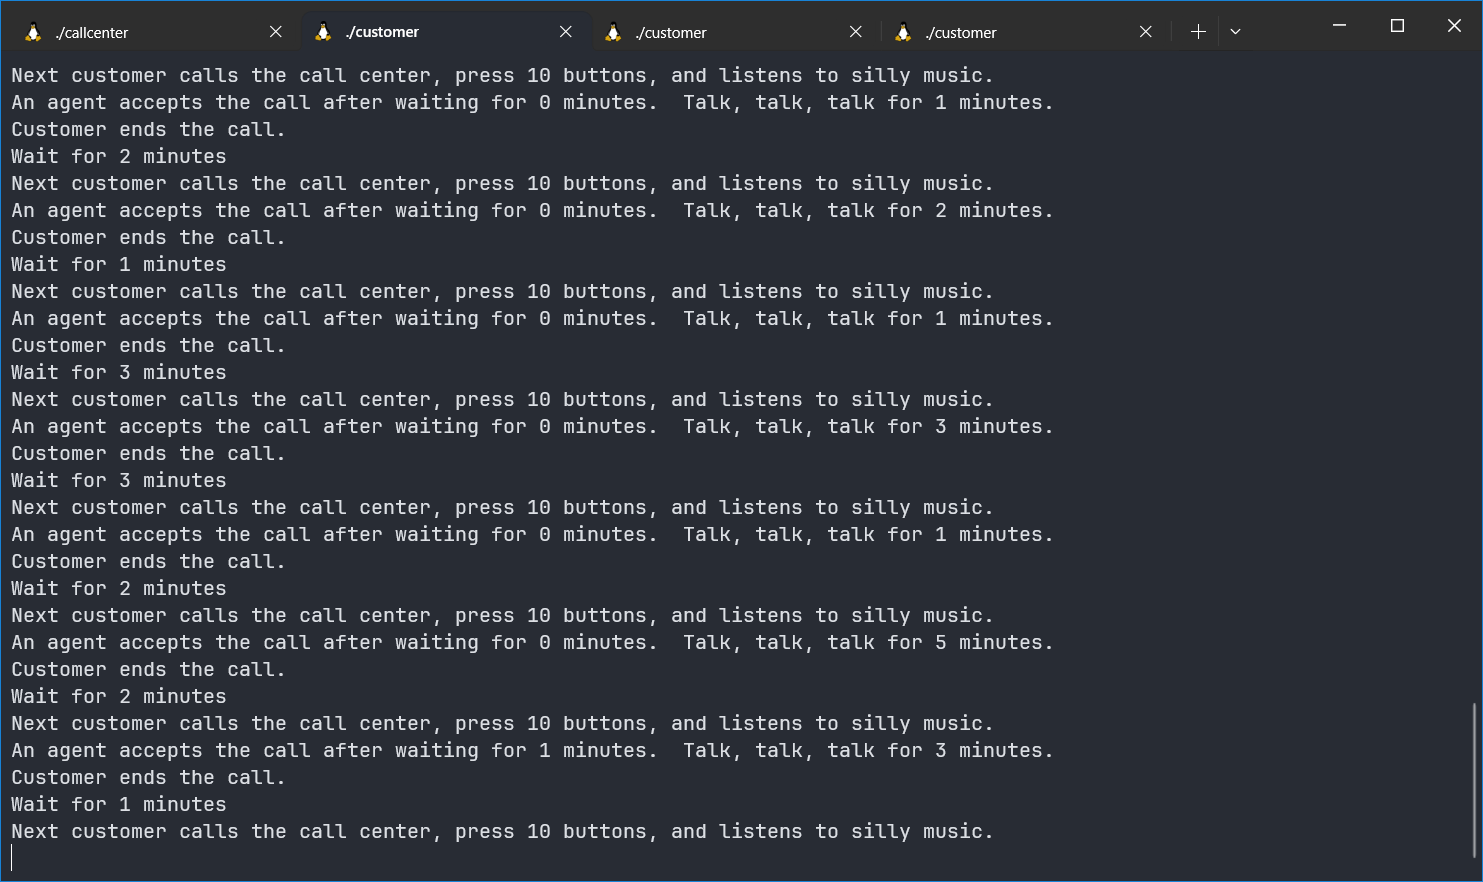 ./callcenter ./customer ./customer ./customer
Next customer calls the call center, press 10 buttons, and listens to silly music.
An agent accepts the call after waiting for 0 minutes.  Talk, talk, talk for 1 minutes.
Customer ends the call.
Wait for 2 minutes
Next customer calls the call center, press 10 buttons, and listens to silly music.
An agent accepts the call after waiting for 0 minutes.  Talk, talk, talk for 2 minutes.
Customer ends the call.
Wait for 1 minutes
Next customer calls the call center, press 10 buttons, and listens to silly music.
An agent accepts the call after waiting for 0 minutes.  Talk, talk, talk for 1 minutes.
Customer ends the call.
Wait for 3 minutes
Next customer calls the call center, press 10 buttons, and listens to silly music.
An agent accepts the call after waiting for 0 minutes.  Talk, talk, talk for 3 minutes.
Customer ends the call.
Wait for 3 minutes
Next customer calls the call center, press 10 buttons, and listens to silly music.
An agent accepts the call after waiting for 0 minutes.  Talk, talk, talk for 1 minutes.
Customer ends the call.
Wait for 2 minutes
Next customer calls the call center, press 10 buttons, and listens to silly music.
An agent accepts the call after waiting for 0 minutes.  Talk, talk, talk for 5 minutes.
Customer ends the call.
Wait for 2 minutes
Next customer calls the call center, press 10 buttons, and listens to silly music.
An agent accepts the call after waiting for 1 minutes.  Talk, talk, talk for 3 minutes.
Customer ends the call.
Wait for 1 minutes
Next customer calls the call center, press 10 buttons, and listens to silly music.